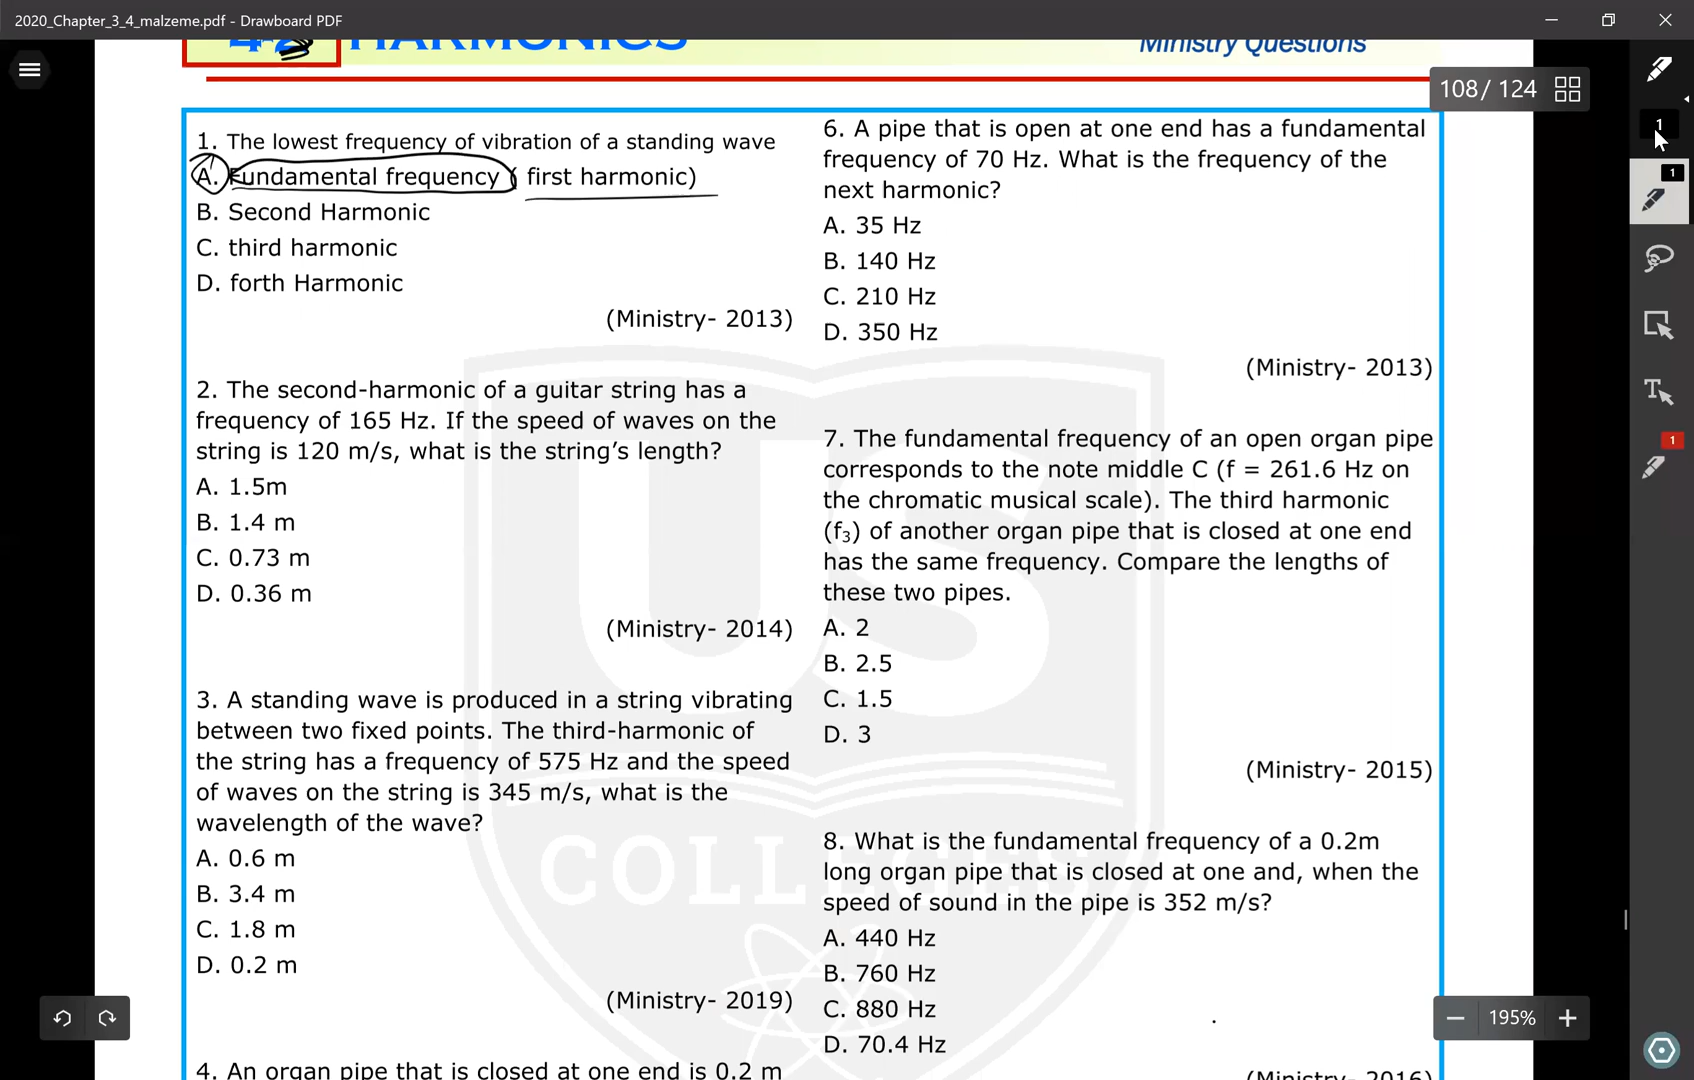 2020_Chapter_3_4_malzeme.pdf - Drawboard PDF
4-2 HARMONICS
Ministry Questions
108/ 124
1. The lowest frequency of vibration of a standing wave
A. Fundamental frequency ( first harmonic)
B. Second Harmonic
C. third harmonic
D. forth Harmonic
(Ministry- 2013)
2. The second-harmonic of a guitar string has a
frequency of 165 Hz. If the speed of waves on the
string is 120 m/s, what is the string’s length?
A. 1.5m
B. 1.4 m
C. 0.73 m
D. 0.36 m
(Ministry- 2014)
3. A standing wave is produced in a string vibrating
between two fixed points. The third-harmonic of
the string has a frequency of 575 Hz and the speed
of waves on the string is 345 m/s, what is the
wavelength of the wave?
A. 0.6 m
B. 3.4 m
C. 1.8 m
D. 0.2 m
(Ministry- 2019)
4. An organ pipe that is closed at one end is 0.2 m
6. A pipe that is open at one end has a fundamental
frequency of 70 Hz. What is the frequency of the
next harmonic?
A. 35 Hz
B. 140 Hz
C. 210 Hz
D. 350 Hz
(Ministry- 2013)
7. The fundamental frequency of an open organ pipe
corresponds to the note middle C (f = 261.6 Hz on
the chromatic musical scale). The third harmonic
(f₃) of another organ pipe that is closed at one end
has the same frequency. Compare the lengths of
these two pipes.
A. 2
B. 2.5
C. 1.5
D. 3
(Ministry- 2015)
8. What is the fundamental frequency of a 0.2m
long organ pipe that is closed at one and, when the
speed of sound in the pipe is 352 m/s?
A. 440 Hz
B. 760 Hz
C. 880 Hz
D. 70.4 Hz
(Ministry- 2016)
US
COLLEGES
1
1
1
195%